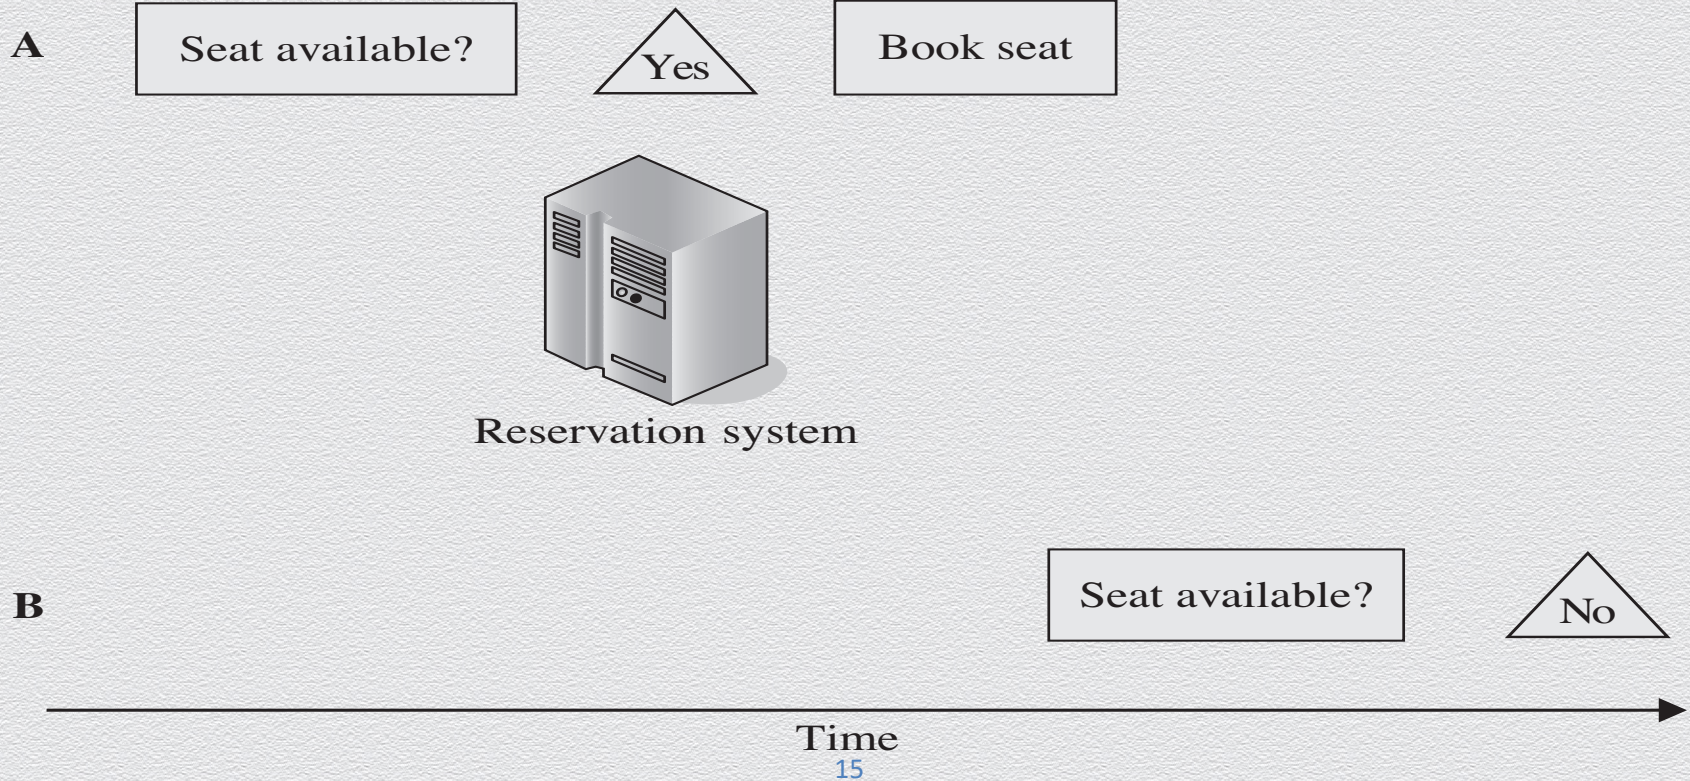 A
Seat available?
Yes
Book seat
Reservation system
B
Seat available?
No
Time
15